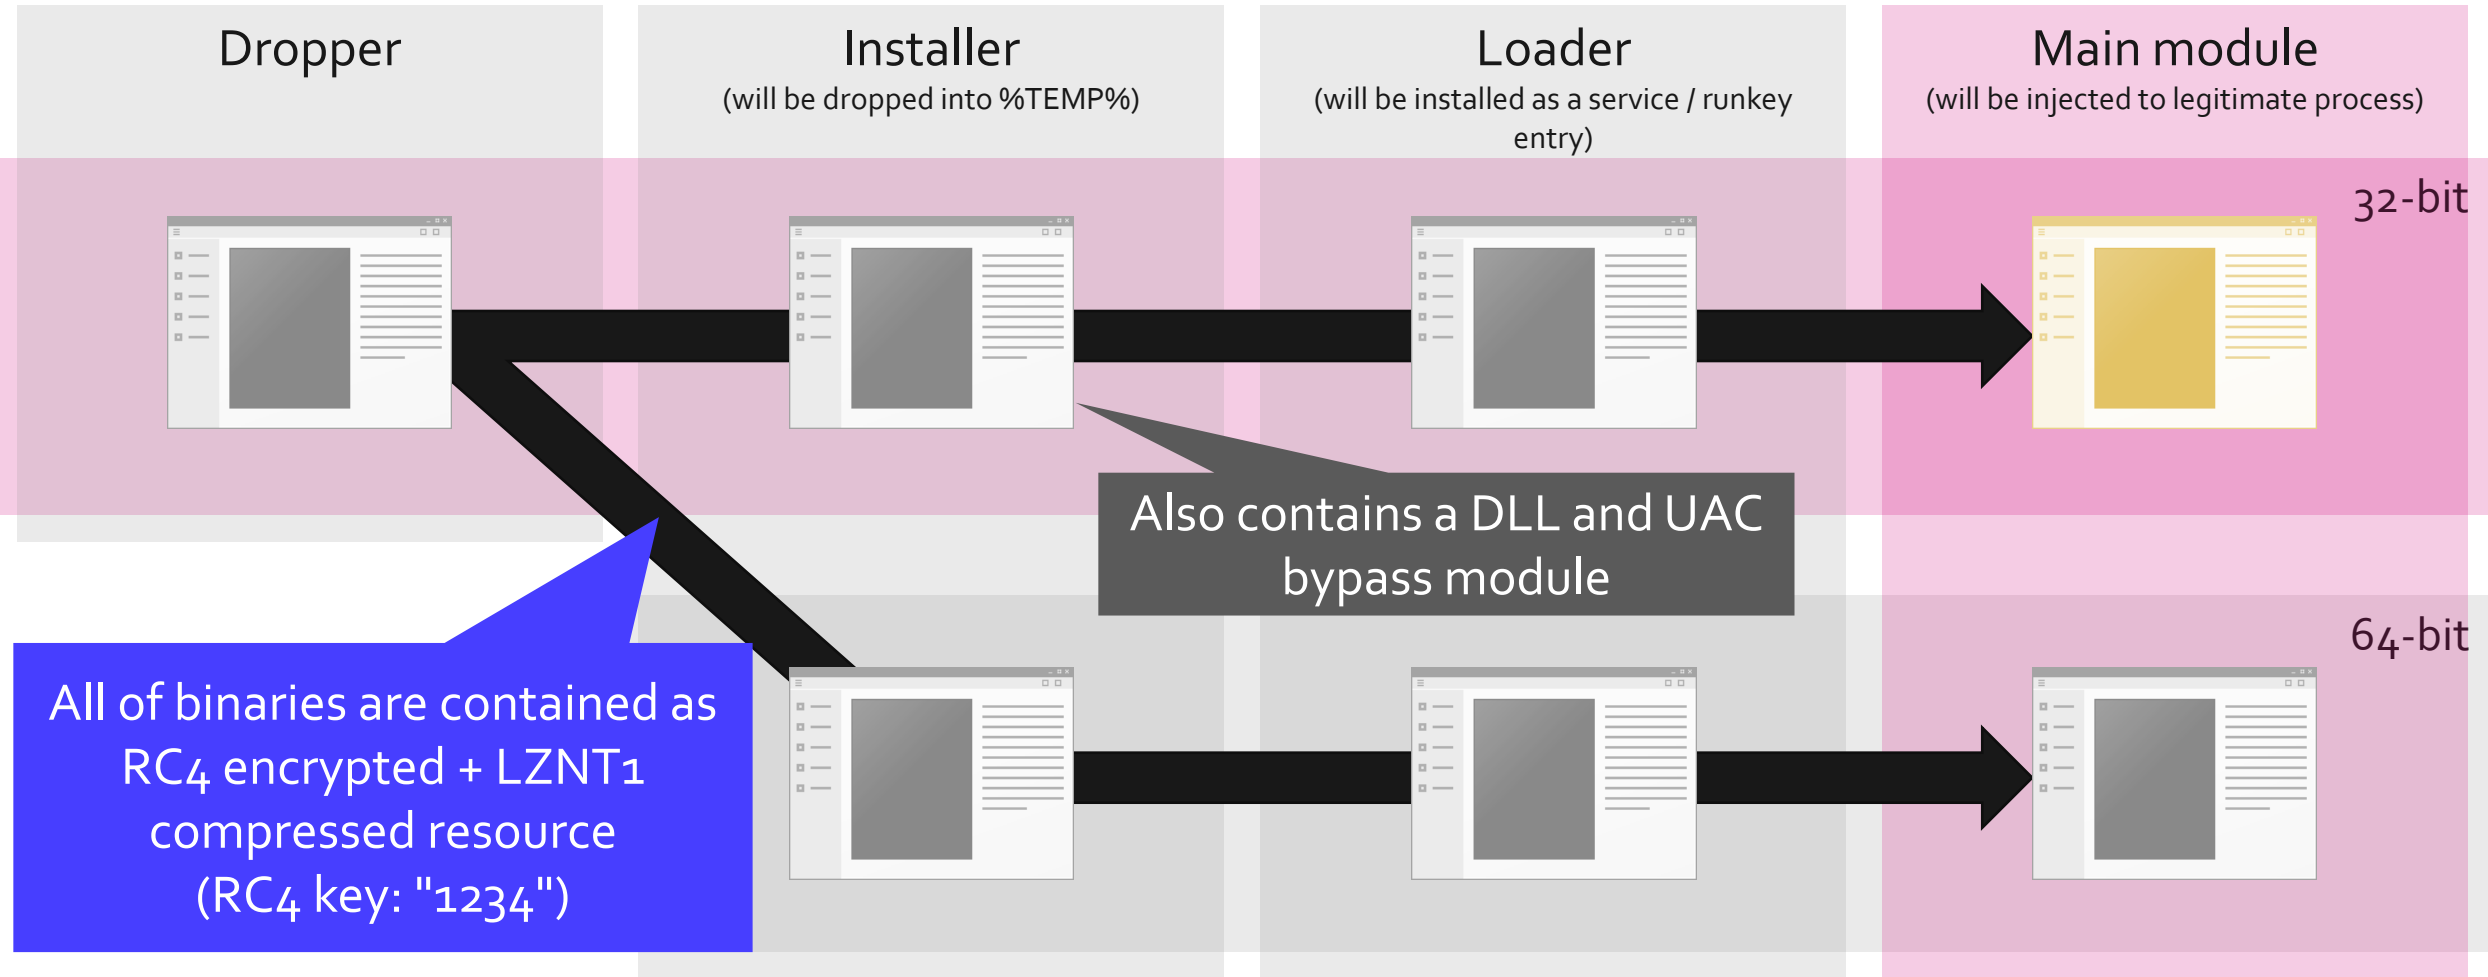 Dropper
Installer
(will be dropped into %TEMP%)
Loader
(will be installed as a service / runkey
entry)
Main module
(will be injected to legitimate process)
32-bit
Also contains a DLL and UAC
bypass module
64-bit
All of binaries are contained as
RC4 encrypted + LZNT1
compressed resource
(RC4 key: "1234")